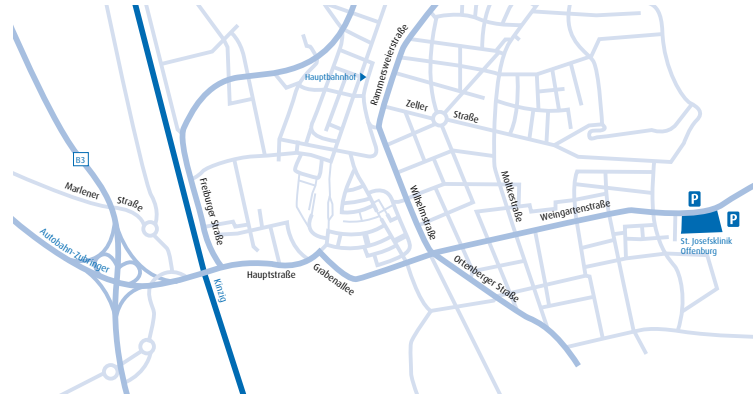 Hauptbahnhof
Rammersweierstraße
Zeller
Straße
B3
Marlener
Straße
Freiburger Straße
Wilhelmstraße
Moltkestraße
Weingartenstraße
P
P
St. Josefsklinik
Offenburg
Autobahn-Zubringer
Hauptstraße
Grabenallee
Ortenberger Straße
Kinzig